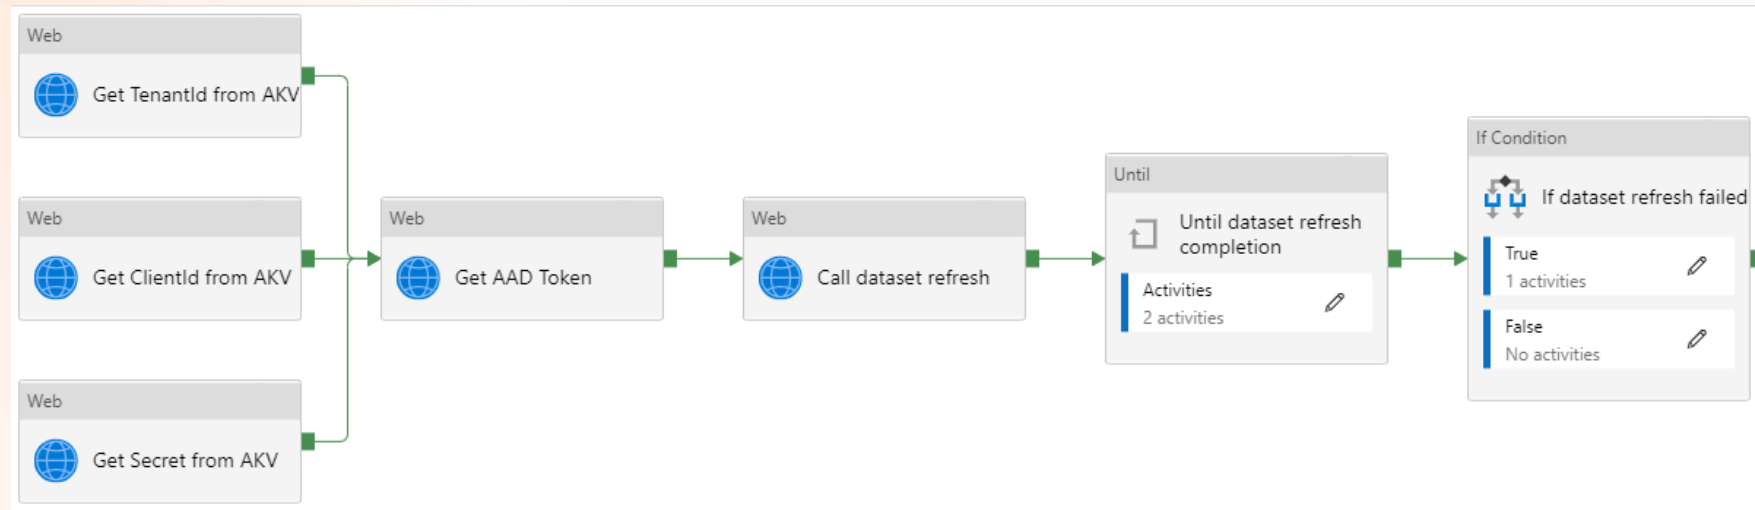 Web
Get TenantId from AKV
Web
Get ClientId from AKV
Web
Get Secret from AKV
Web
Get AAD Token
Web
Call dataset refresh
Until
Until dataset refresh
completion
Activities
2 activities
If Condition
If dataset refresh failed
True
1 activities
False
No activities